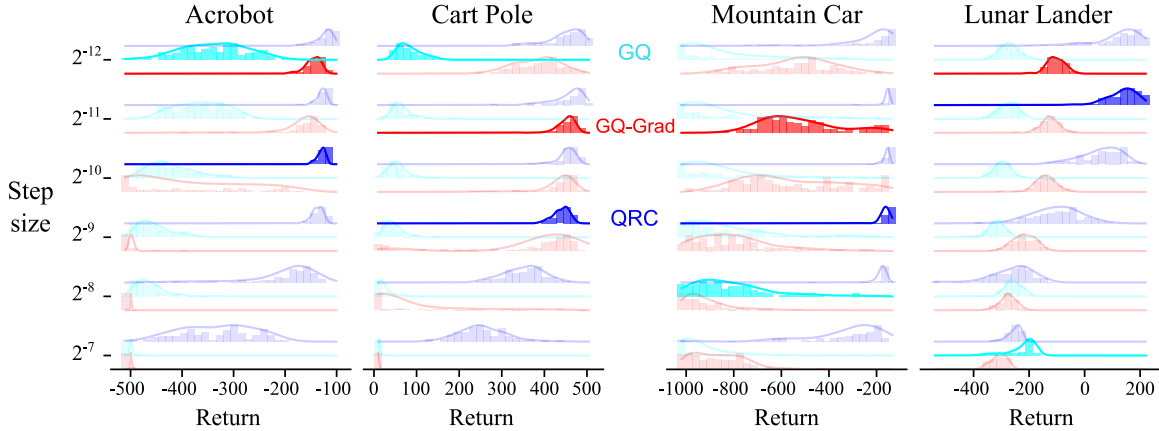 Acrobot Cart Pole Mountain Car Lunar Lander
2-12 GQ
2-11 GQ-Grad
2-10
Step size
2-9 QRC
2-8
2-7
-500 -400 -300 -200 -100 0 100 200 300 400 500 -1000 -800 -600 -400 -200 -400 -200 0 200
Return Return Return Return